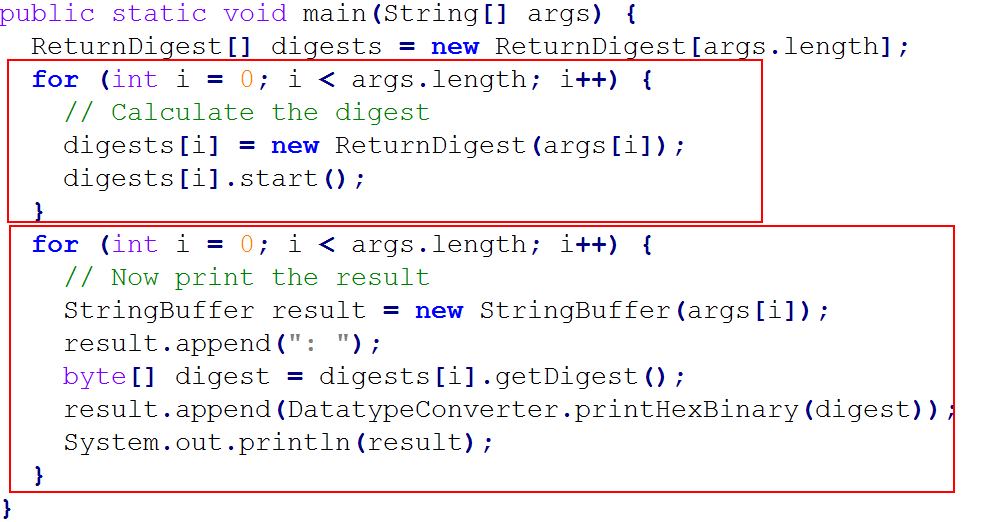 public static void main(String[] args) {
  ReturnDigest[] digests = new ReturnDigest[args.length];
  for (int i = 0; i < args.length; i++) {
    // Calculate the digest
    digests[i] = new ReturnDigest(args[i]);
    digests[i].start();
  }
  for (int i = 0; i < args.length; i++) {
    // Now print the result
    StringBuffer result = new StringBuffer(args[i]);
    result.append(": ");
    byte[] digest = digests[i].getDigest();
    result.append(DatatypeConverter.printHexBinary(digest));
    System.out.println(result);
  }
}